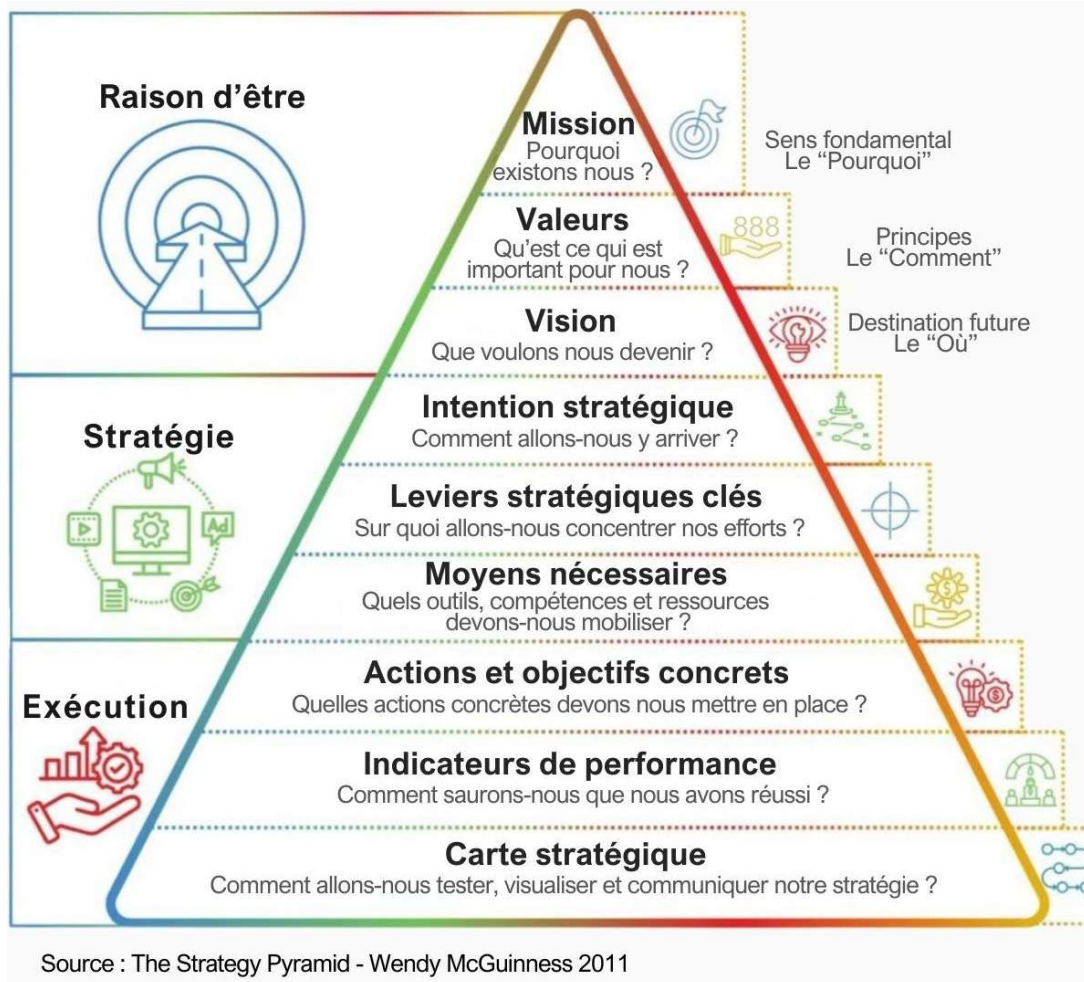 Raison d’être
Mission
Pourquoi
existons nous ?
Sens fondamental
Le “Pourquoi”
Valeurs
Qu’est ce qui est
important pour nous ?
888
Principes
Le “Comment”
Vision
Que voulons nous devenir ?
Destination future
Le “Où”
Stratégie
Ad
Intention stratégique
Comment allons-nous y arriver ?
Leviers stratégiques clés
Sur quoi allons-nous concentrer nos efforts ?
Moyens nécessaires
Quels outils, compétences et ressources
devons-nous mobiliser ?
$
Exécution
Actions et objectifs concrets
Quelles actions concrètes devons nous mettre en place ?
$
Indicateurs de performance
Comment saurons-nous que nous avons réussi ?
Carte stratégique
Comment allons-nous tester, visualiser et communiquer notre stratégie ?
Source : The Strategy Pyramid - Wendy McGuinness 2011